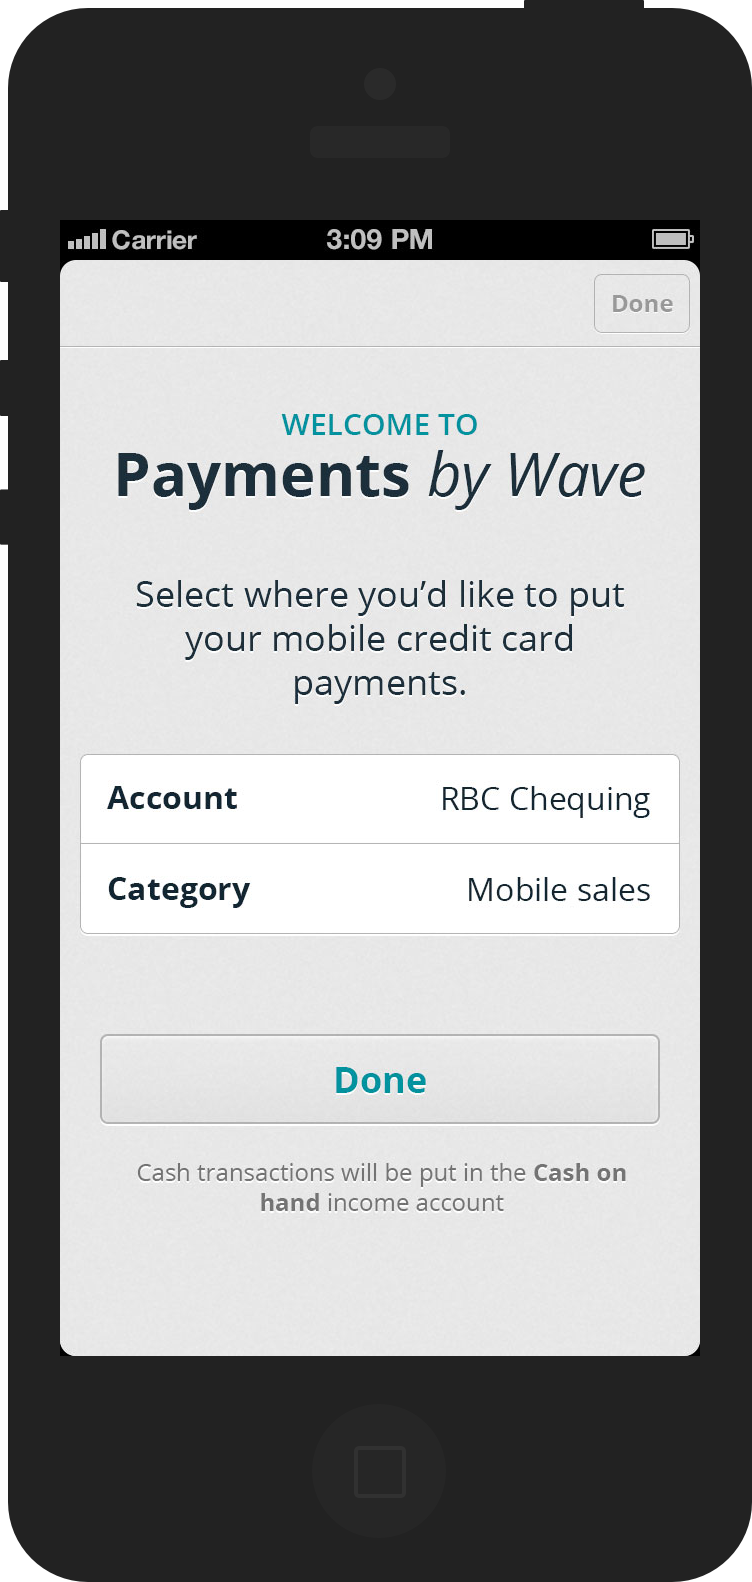 Carrier 3:09 PM
Done
WELCOME TO
Payments by Wave
Select where you’d like to put
your mobile credit card
payments.
Account RBC Chequing
Category Mobile sales
Done
Cash transactions will be put in the Cash on
hand income account